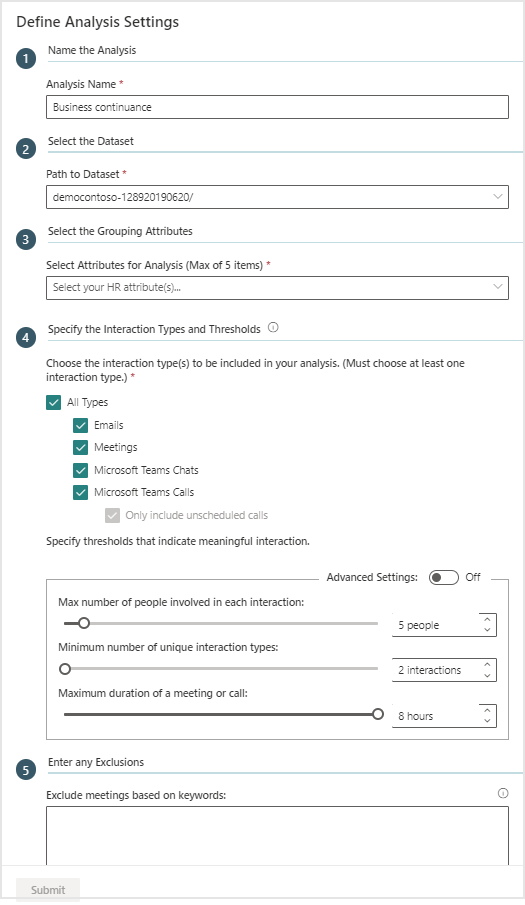 Define Analysis Settings
1 Name the Analysis
Analysis Name *
Business continuance
2 Select the Dataset
Path to Dataset *
democontoso-128920190620/
3 Select the Grouping Attributes
Select Attributes for Analysis (Max of 5 items) *
Select your HR attribute(s)...
4 Specify the Interaction Types and Thresholds
Choose the interaction type(s) to be included in your analysis. (Must choose at least one
interaction type.) *
All Types
Emails
Meetings
Microsoft Teams Chats
Microsoft Teams Calls
Only include unscheduled calls
Specify thresholds that indicate meaningful interaction.
Advanced Settings: Off
Max number of people involved in each interaction:
5 people
Minimum number of unique interaction types:
2 interactions
Maximum duration of a meeting or call:
8 hours
5 Enter any Exclusions
Exclude meetings based on keywords:
Submit